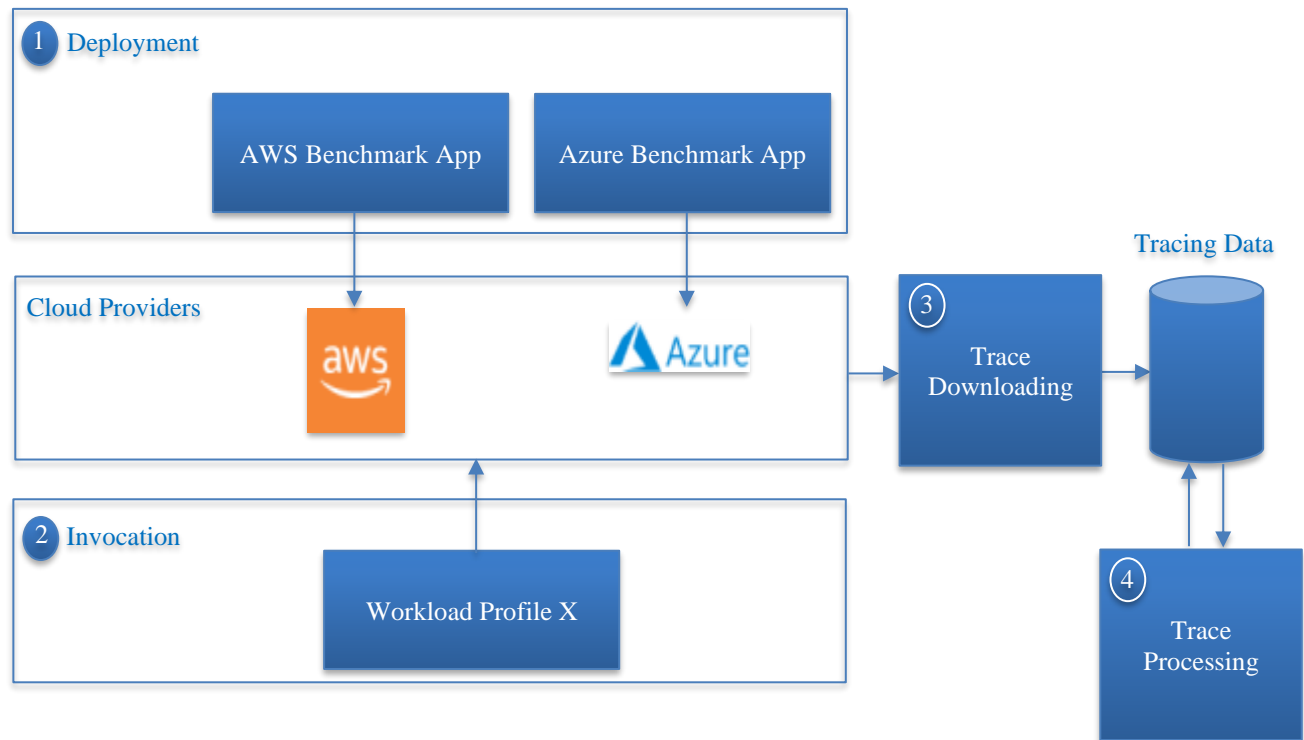 1 Deployment
AWS Benchmark App
Azure Benchmark App
Tracing Data
Cloud Providers
aws
Azure
3
Trace
Downloading
2 Invocation
Workload Profile X
4
Trace
Processing